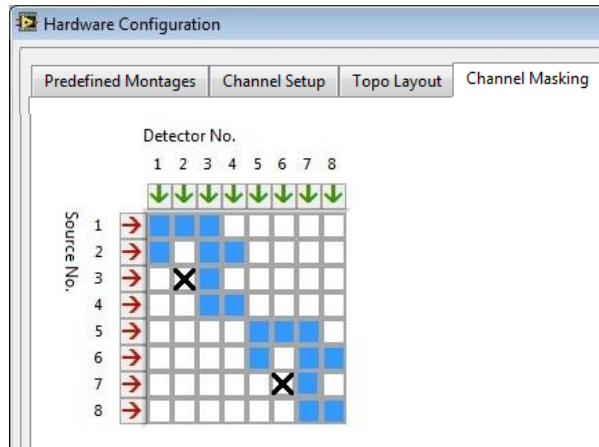 Hardware Configuration
Predefined Montages Channel Setup Topo Layout Channel Masking
Detector No.
1 2 3 4 5 6 7 8
Source No.
1
2
3
4
5
6
7
8